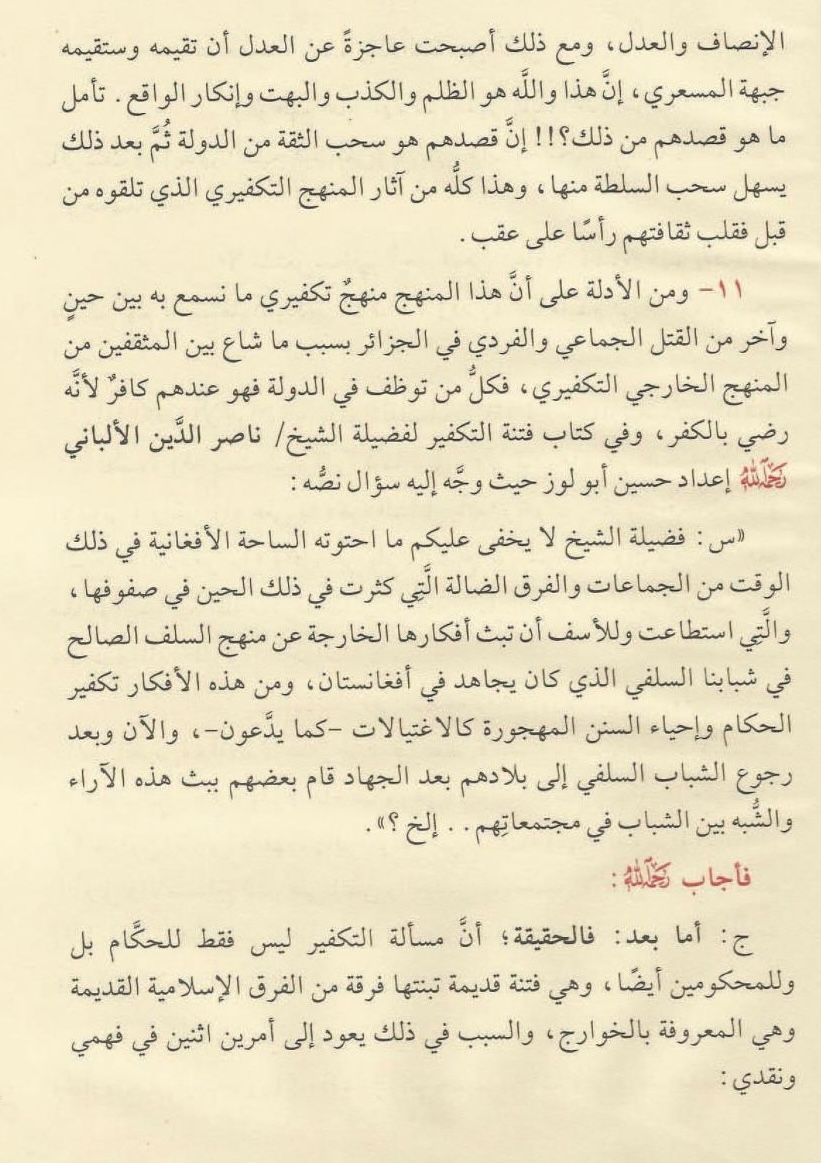 الإنصاف والعدل، ومع ذلك أصبحت عاجزةً عن العدل أن تقيمه وستقيمه
جبهة المسعري، إنَّ هذا واللَّه هو الظلم والكذب والبهت وإنكار الواقع. تأمل
ما هو قصدهم من ذلك؟!! إنَّ قصدهم هو سحب الثقة من الدولة ثُمَّ بعد ذلك
يسهل سحب السلطة منها، وهذا كلُّه من آثار المنهج التكفيري الذي تلقوه من
قبل فقلب ثقافتهم رأسًا على عقب.
١١- ومن الأدلة على أنَّ هذا المنهج منهجٌ تكفيري ما نسمع به بين حينٍ
وآخر من القتل الجماعي والفردي في الجزائر بسبب ما شاع بين المثقفين من
المنهج الخارجي التكفيري، فكلُّ من توظف في الدولة فهو عندهم كافرٌ لأنَّه
رضي بالكفر، وفي كتاب فتنة التكفير لفضيلة الشيخ/ ناصر الدَّين الألباني
رَحِمَهُ اللَّهُ إعداد حسين أبو لوز حيث وجَّه إليه سؤال نصُّه:
«س: فضيلة الشيخ لا يخفى عليكم ما احتوته الساحة الأفغانية في ذلك
الوقت من الجماعات والفرق الضالة الَّتِي كثرت في ذلك الحين في صفوفها،
والَّتِي استطاعت وللأسف أن تبث أفكارها الخارجة عن منهج السلف الصالح
في شبابنا السلفي الذي كان يجاهد في أفغانستان، ومن هذه الأفكار تكفير
الحكام وإحياء السنن المهجورة كالاغتيالات -كما يدَّعون-، والآن وبعد
رجوع الشباب السلفي إلى بلادهم بعد الجهاد قام بعضهم ببث هذه الآراء
والشُّبه بين الشباب في مجتمعاتِهم.. إلخ؟».
فأجاب رَحِمَهُ اللَّهُ:
ج: أما بعد: فالحقيقة؛ أنَّ مسألة التكفير ليس فقط للحكَّام بل
وللمحكومين أيضًا، وهي فتنة قديمة تبنتها فرقة من الفرق الإسلامية القديمة
وهي المعروفة بالخوارج، والسبب في ذلك يعود إلى أمرين اثنين في فهمي
ونقدي: